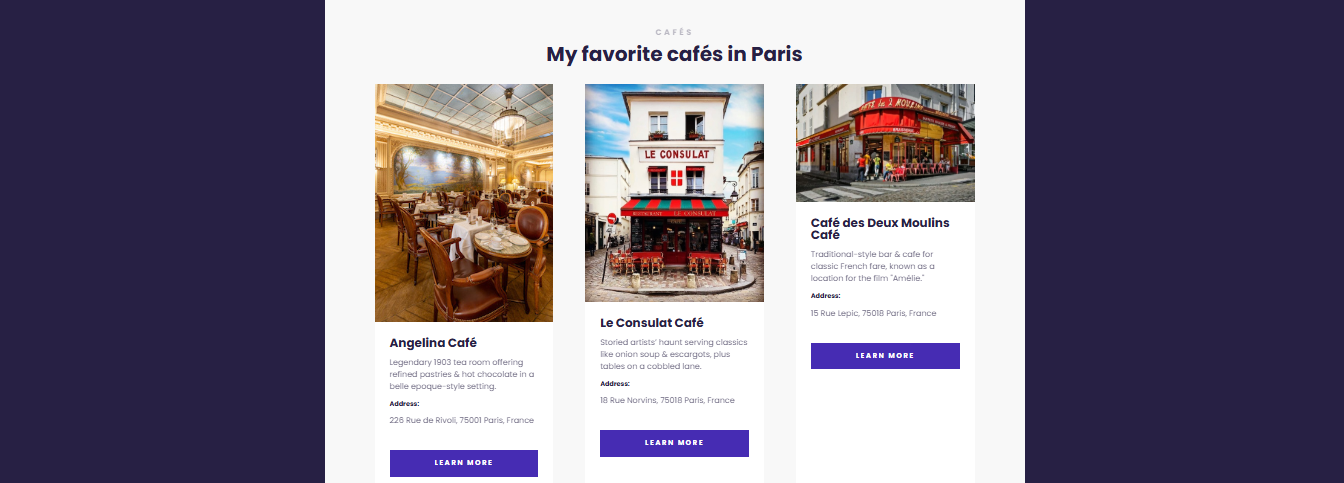 CAFÉS
My favorite cafés in Paris
Angelina Café
Legendary 1903 tea room offering
refined pastries & hot chocolate in a
belle epoque-style setting.
Address:
226 Rue de Rivoli, 75001 Paris, France
LEARN MORE
LE CONSULAT
RESTAURANT LE CONSULAT
Le Consulat Café
Storied artists' haunt serving classics
like onion soup & escargots, plus
tables on a cobbled lane.
Address:
18 Rue Norvins, 75018 Paris, France
LEARN MORE
Café des Deux Moulins
Café
Traditional-style bar & cafe for
classic French fare, known as a
location for the film "Amélie."
Address:
15 Rue Lepic, 75018 Paris, France
LEARN MORE